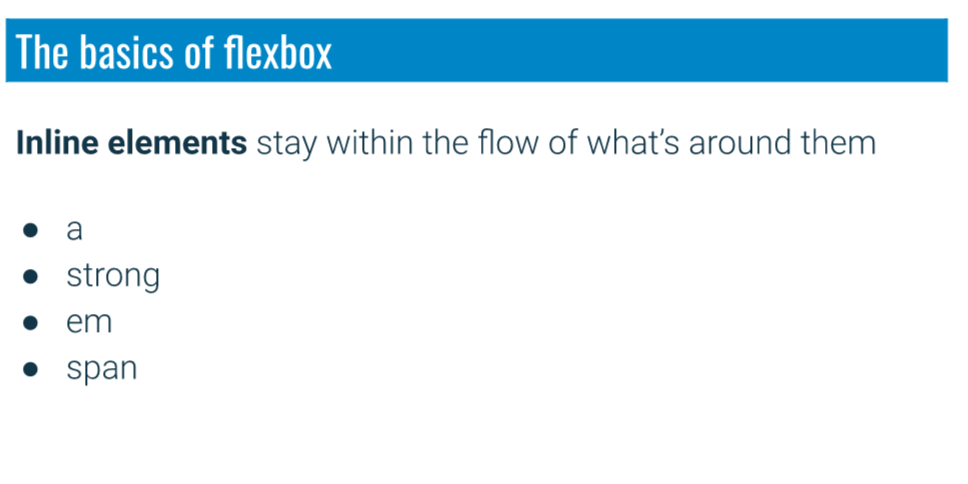 The basics of flexbox
Inline elements stay within the flow of what's around them
● a
● strong
● em
● span